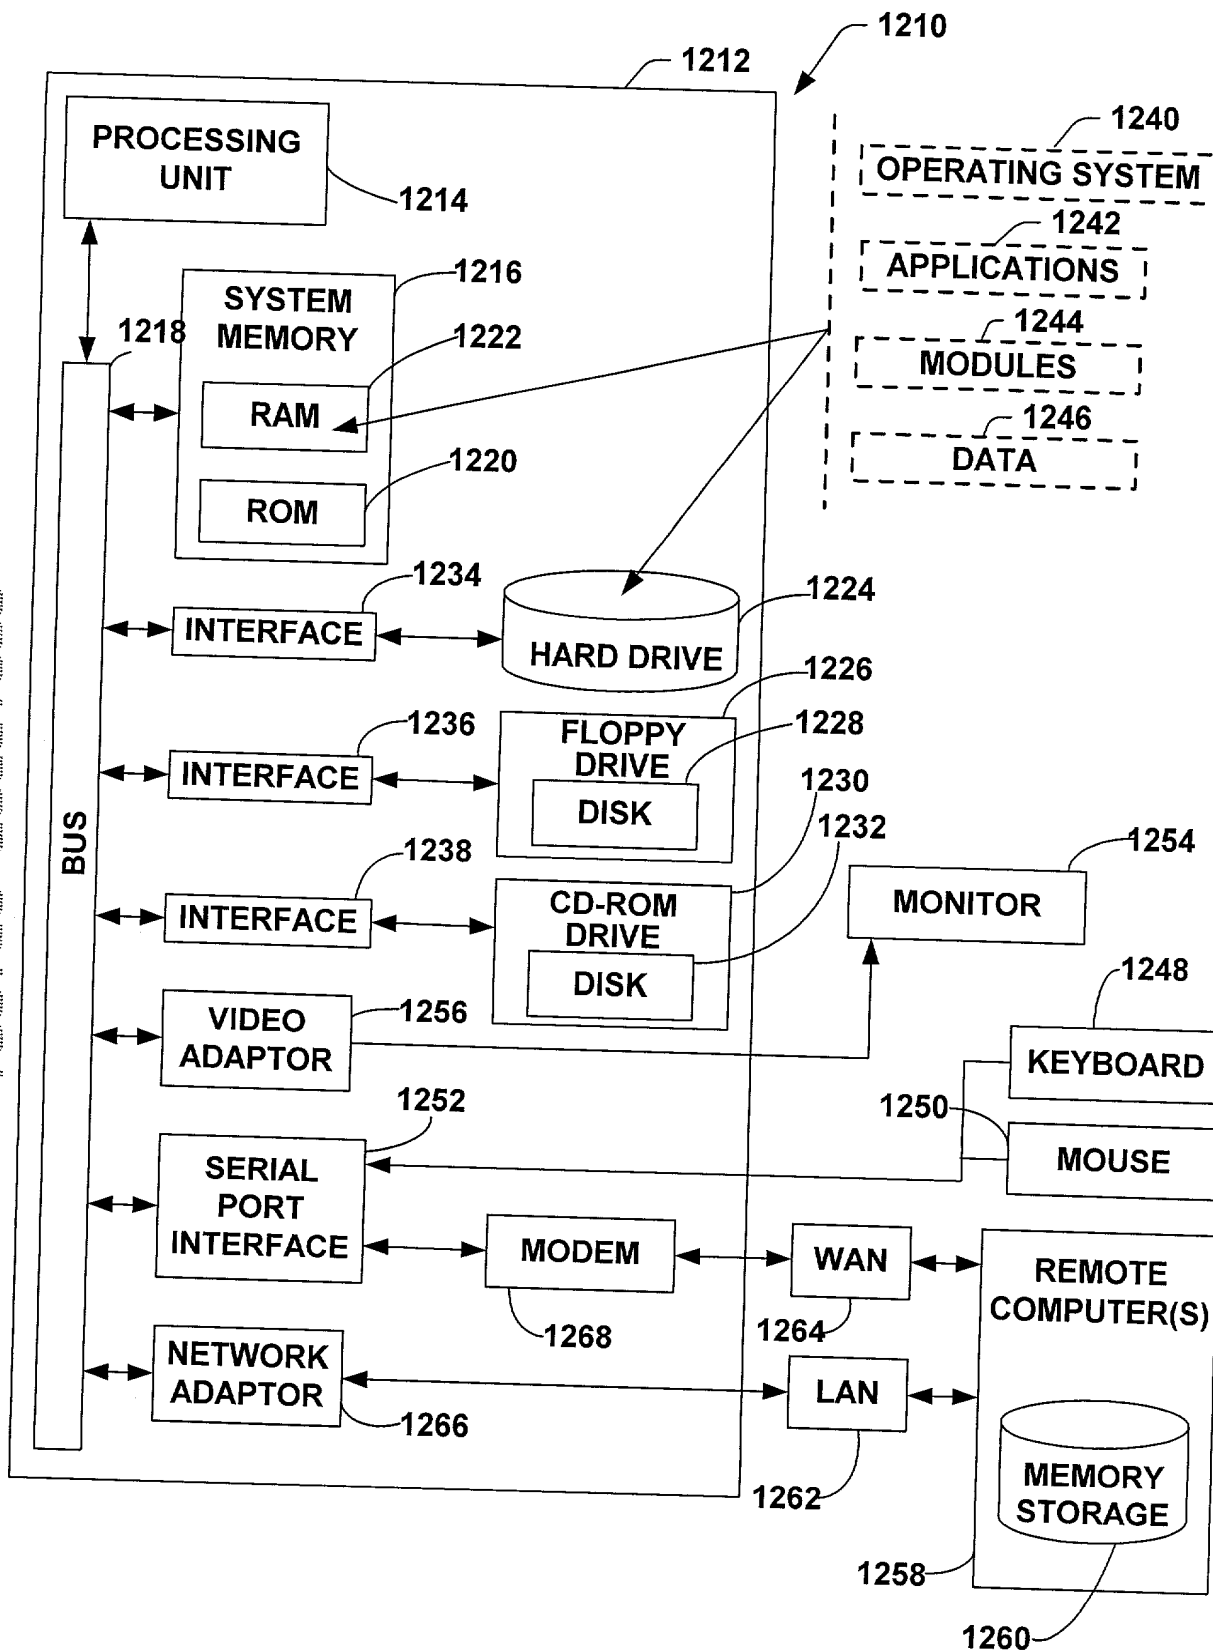 1210
1212
PROCESSING
UNIT
1214
1240
OPERATING SYSTEM
1242
APPLICATIONS
1244
MODULES
1246
DATA
1216
SYSTEM
MEMORY
1218
1222
RAM
1220
ROM
1234
INTERFACE
1224
HARD DRIVE
1226
1236
INTERFACE
FLOPPY
DRIVE
1228
DISK
1230
1232
BUS
1238
INTERFACE
CD-ROM
DRIVE
DISK
1254
MONITOR
1256
VIDEO
ADAPTOR
1248
KEYBOARD
1250
MOUSE
1252
SERIAL
PORT
INTERFACE
MODEM
1268
WAN
1264
REMOTE
COMPUTER(S)
NETWORK
ADAPTOR
1266
LAN
1262
MEMORY
STORAGE
1258
1260